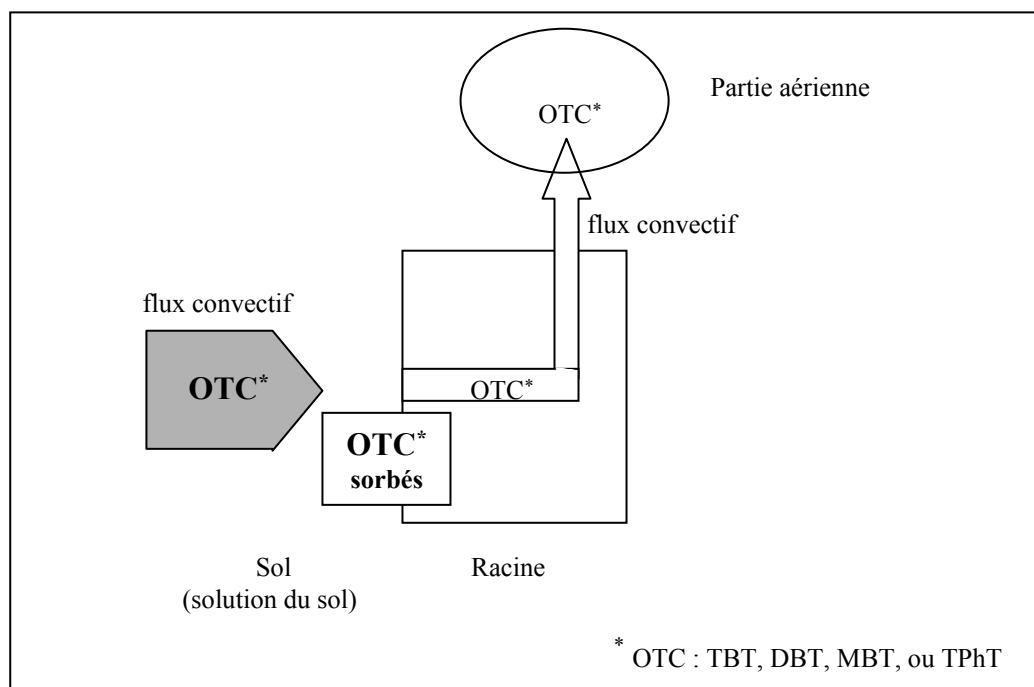 Partie aérienne
OTC*
flux convectif
flux convectif
OTC*
OTC*
OTC*
sorbés
Sol
(solution du sol)
Racine
* OTC : TBT, DBT, MBT, ou TPhT